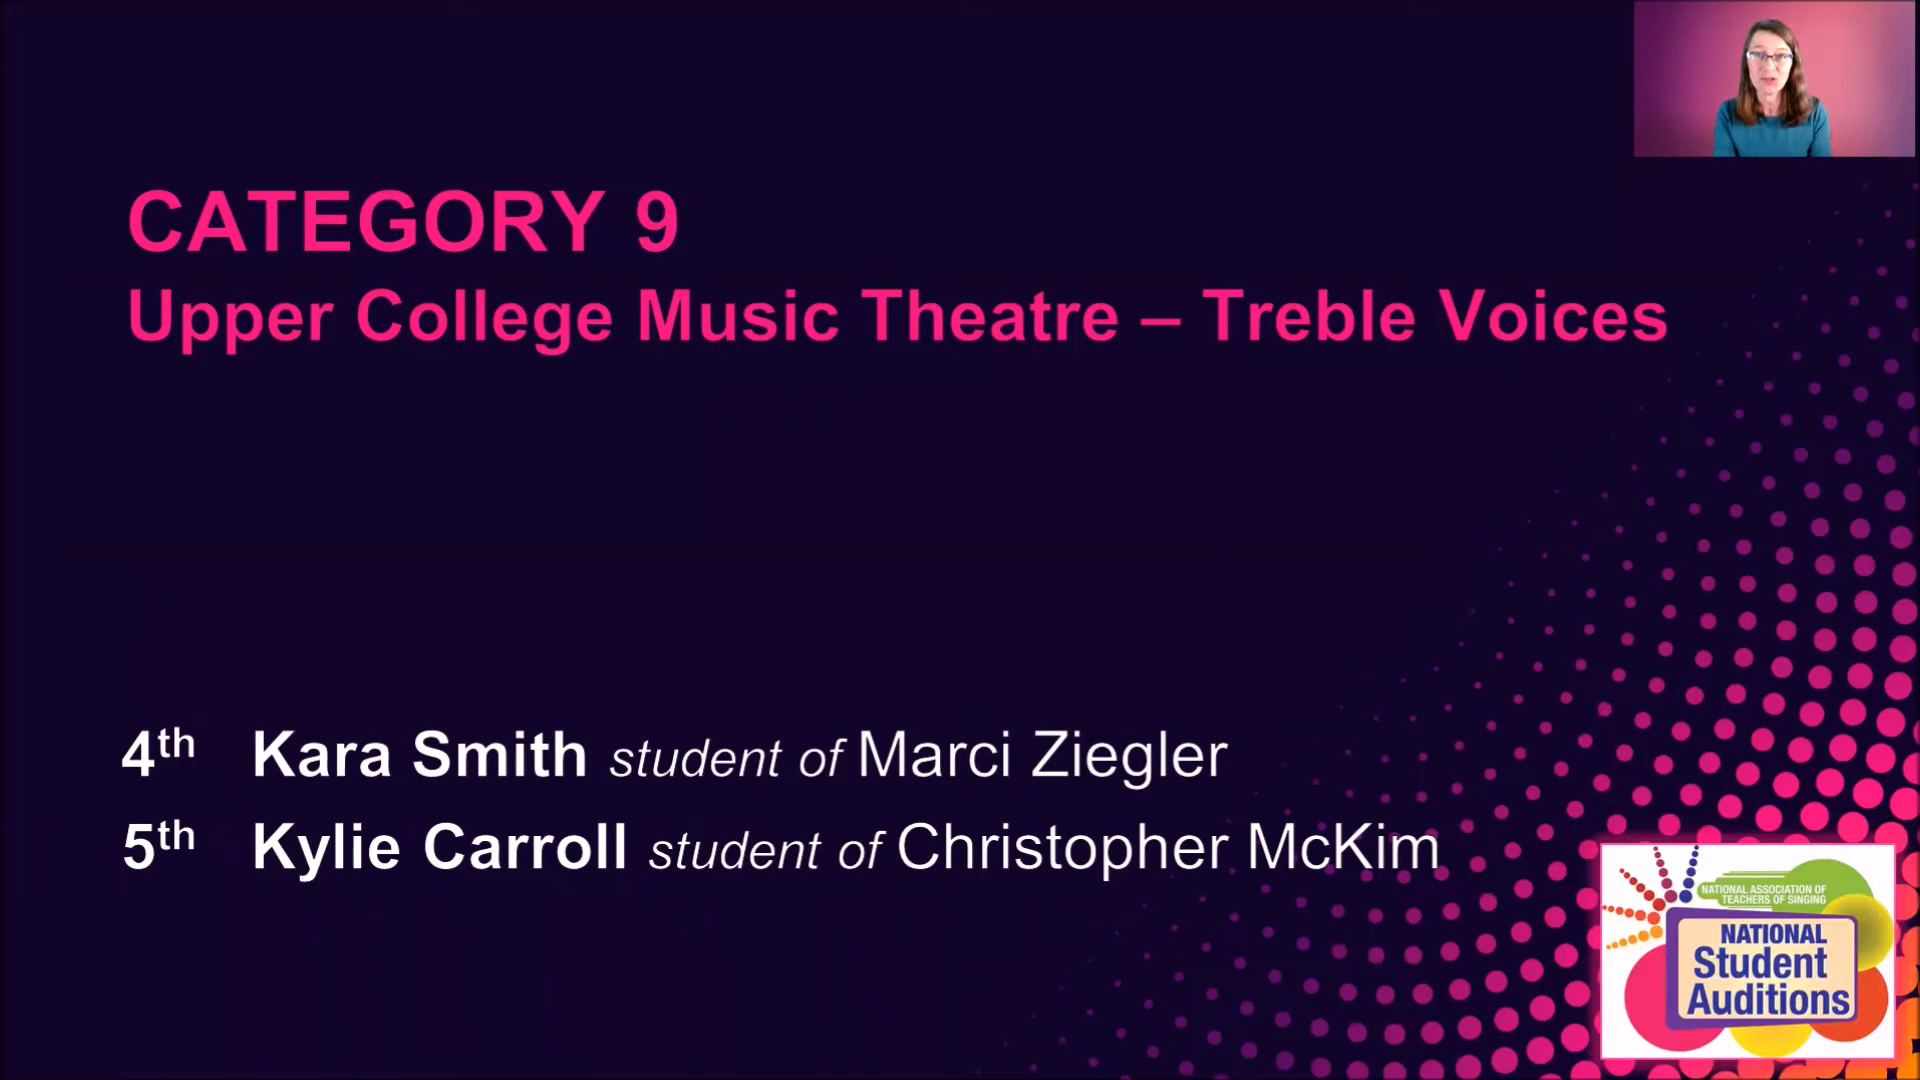 CATEGORY 9
Upper College Music Theatre – Treble Voices
4th Kara Smith student of Marci Ziegler
5th Kylie Carroll student of Christopher McKim
NATIONAL ASSOCIATION OF
TEACHERS OF SINGING
NATIONAL
Student
Auditions